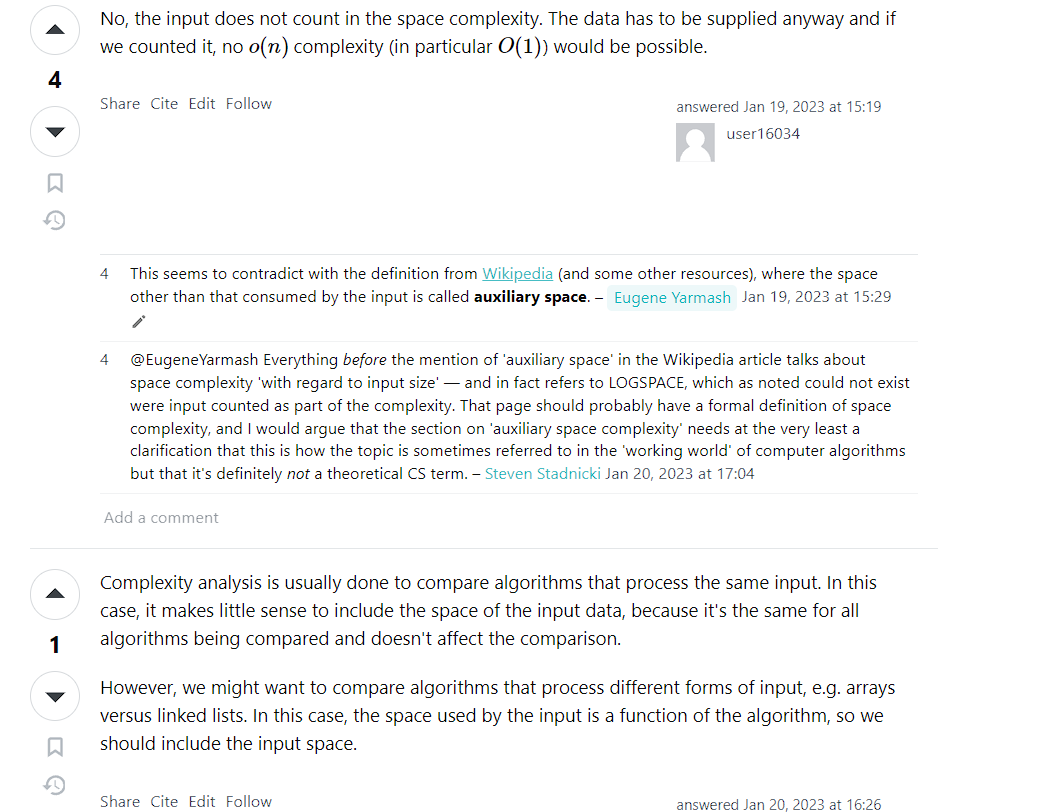 No, the input does not count in the space complexity. The data has to be supplied anyway and if
we counted it, no o(n) complexity (in particular O(1)) would be possible.
4
Share Cite Edit Follow
answered Jan 19, 2023 at 15:19
user16034
4 This seems to contradict with the definition from Wikipedia (and some other resources), where the space
other than that consumed by the input is called auxiliary space. – Eugene Yarmash Jan 19, 2023 at 15:29
4 @EugeneYarmash Everything before the mention of 'auxiliary space' in the Wikipedia article talks about
space complexity 'with regard to input size' — and in fact refers to LOGSPACE, which as noted could not exist
were input counted as part of the complexity. That page should probably have a formal definition of space
complexity, and I would argue that the section on 'auxiliary space complexity' needs at the very least a
clarification that this is how the topic is sometimes referred to in the 'working world' of computer algorithms
but that it's definitely not a theoretical CS term. – Steven Stadnicki Jan 20, 2023 at 17:04
Add a comment
Complexity analysis is usually done to compare algorithms that process the same input. In this
case, it makes little sense to include the space of the input data, because it's the same for all
algorithms being compared and doesn't affect the comparison.
1
However, we might want to compare algorithms that process different forms of input, e.g. arrays
versus linked lists. In this case, the space used by the input is a function of the algorithm, so we
should include the input space.
Share Cite Edit Follow
answered Jan 20, 2023 at 16:26